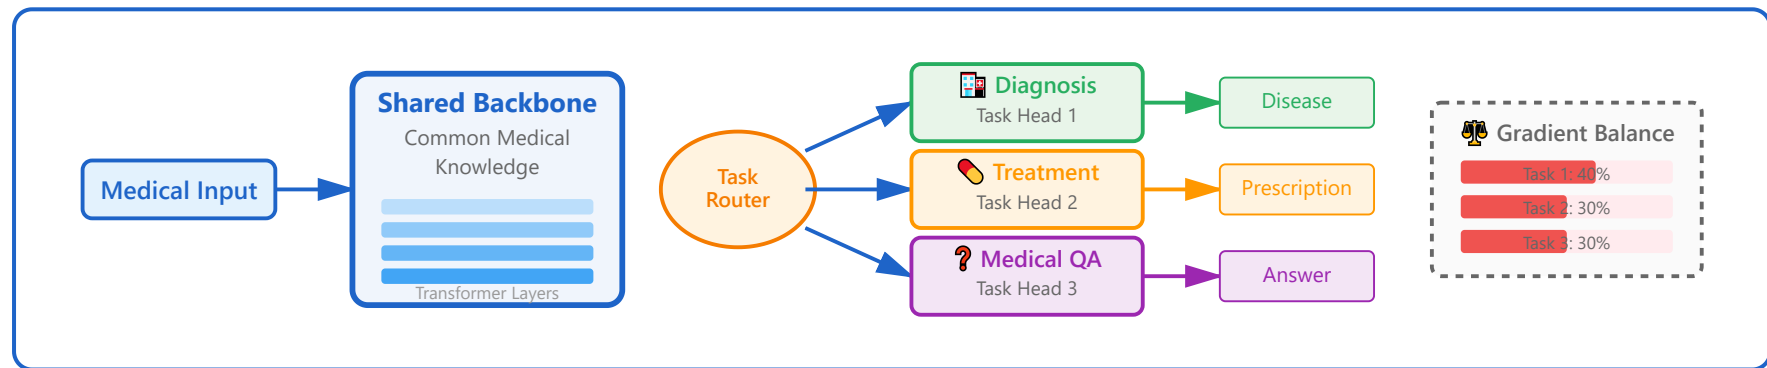 Medical Input
Shared Backbone
Common Medical
Knowledge
Transformer Layers
Task
Router
Diagnosis
Task Head 1
Treatment
Task Head 2
Medical QA
Task Head 3
Disease
Prescription
Answer
Gradient Balance
Task 1: 40%
Task 2: 30%
Task 3: 30%